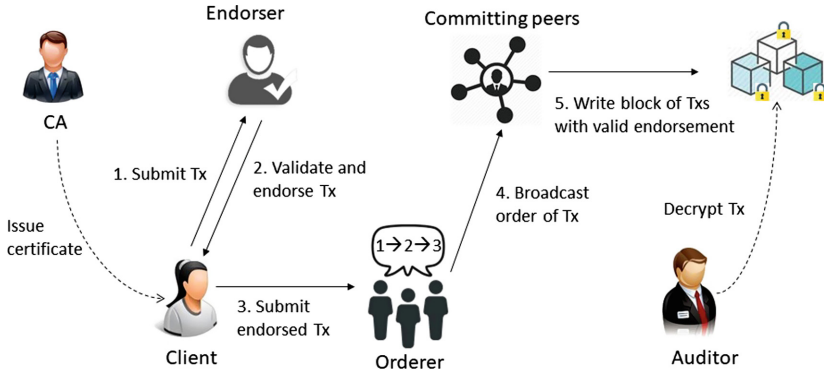 Endorser
Committing peers
CA
1. Submit Tx
2. Validate and
endorse Tx
5. Write block of Txs
with valid endorsement
4. Broadcast
order of Tx
Decrypt Tx
Issue
certificate
1→2→3
3. Submit
endorsed Tx
Client
Orderer
Auditor